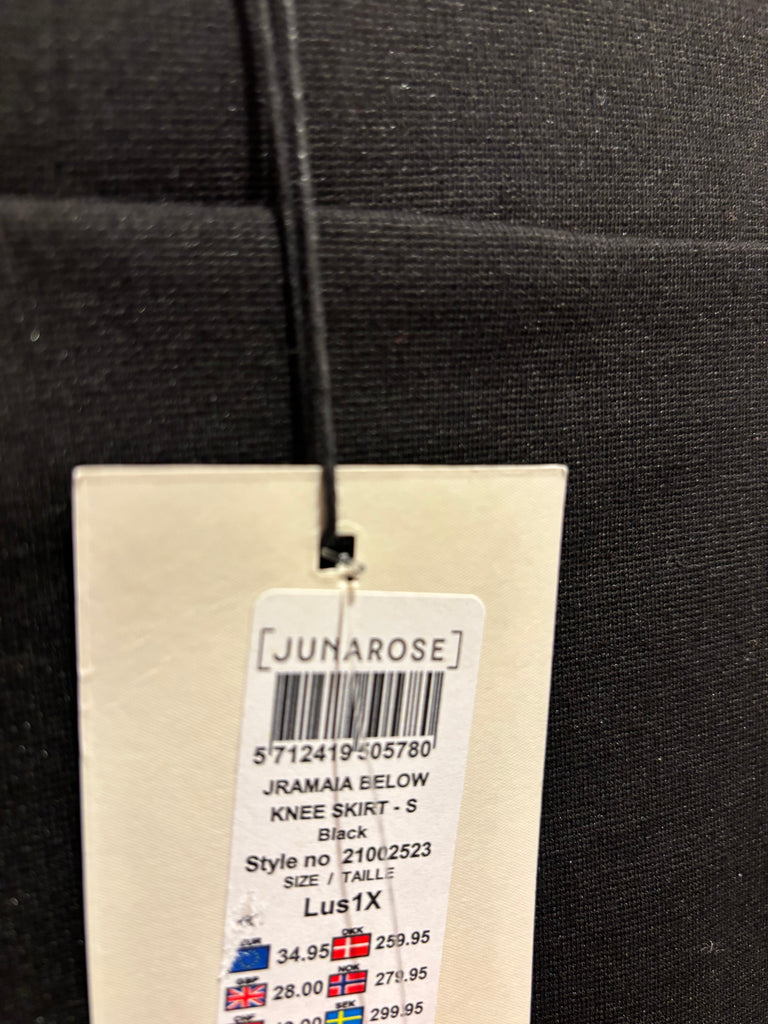 [JUNAROSE]
5 712419 505780
JRAMAIA BELOW
KNEE SKIRT - S
Black
Style no 21002523
SIZE / TAILLE
Lus1X
EUR 34.95 DKK 259.95
GBP 28.00 NOK 279.95
SEK 299.95